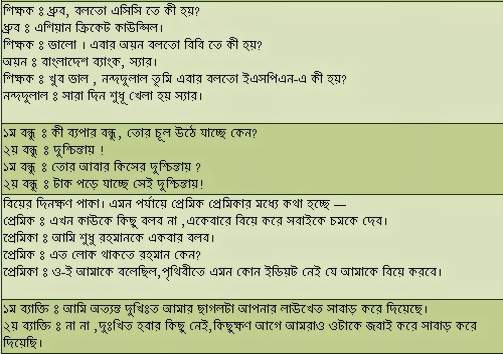 শিক্ষক ঃ ধ্রুব, বলতো এসিসি তে কী হয়?
ধ্রুব ঃ এশিয়ান ক্রিকেট কাউন্সিল।
শিক্ষক ঃ ভালো । এবার অয়ন বলতো বিবি তে কী হয়?
অয়ন ঃ বাংলাদেশ ব্যাংক, স্যার।
শিক্ষক ঃ খুব ভাল , নন্দদুলাল তুমি এবার বলতো ইএসপিএন-এ কী হয়?
নন্দদুলাল ঃ সারা দিন শুধু খেলা হয় স্যার।
১ম বন্ধু ঃ কী ব্যপার বন্ধু, তোর চুল উঠে যাচ্ছে কেন?
২য় বন্ধু ঃ দুশ্চিন্তায় !
১ম বন্ধু ঃ তোর আবার কিসের দুশ্চিন্তায় ?
২য় বন্ধু ঃ টাক পড়ে যাচ্ছে সেই দুশ্চিন্তায়!
বিয়ের দিনক্ষণ পাকা। এমন পর্যায়ে প্রেমিক প্রেমিকার মধ্যে কথা হচ্ছে —
প্রেমিক ঃ এখন কাউকে কিছু বলব না ,একেবারে বিয়ে করে সবাইকে চমকে দেব।
প্রেমিকা ঃ আমি শুধু রহমানকে একবার বলব।
প্রেমিক ঃ এত লোক থাকতে রহমান কেন?
প্রেমিকা ঃ ও-ই আমাকে বলেছিল,পৃথিবীতে এমন কোন ইডিয়ট নেই যে আমাকে বিয়ে করবে।
১ম ব্যাক্তি ঃ আমি অত্যন্ত দুখিঃত আমার ছাগলটা আপনার লাউখেত সাবাড় করে দিয়েছে।
২য় ব্যাক্তি ঃ না না ,দুঃখিত হবার কিছু নেই,কিছুক্ষণ আগে আমরাও ওটাকে জবাই করে সাবাড় করে
দিয়েছি।